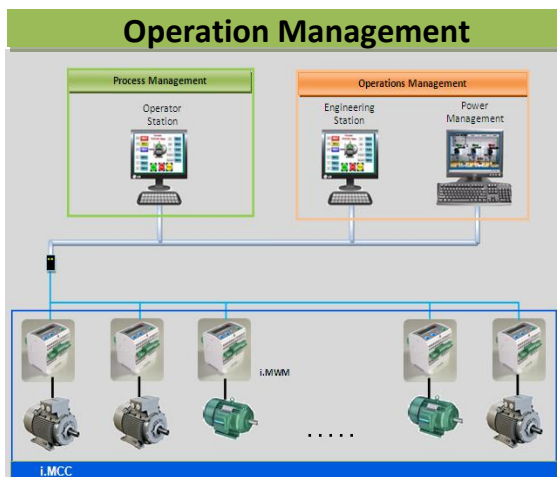 Operation Management
Process Management
Operations Management
Operator
Station
Engineering
Station
Power
Management
i.MWM
. . . . .
i.MCC